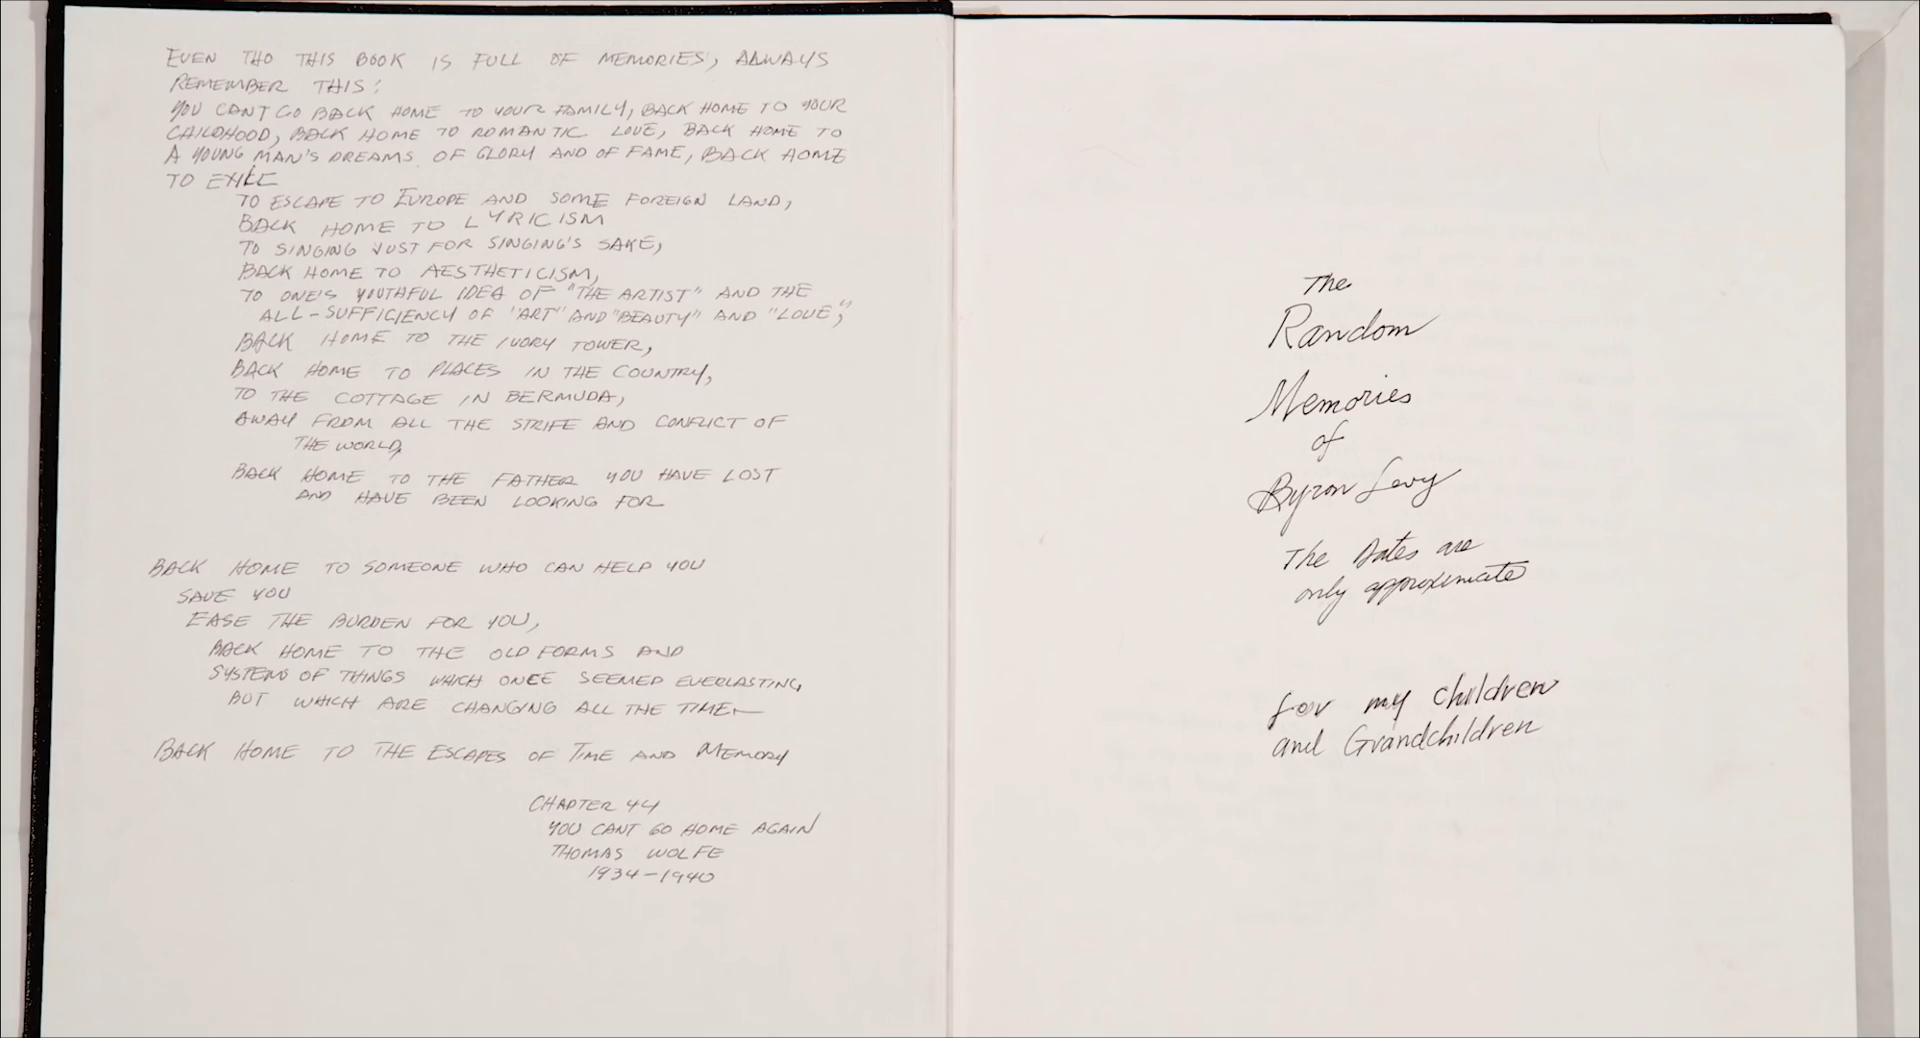 EVEN THO THIS BOOK IS FULL OF MEMORIES, ALWAYS
REMEMBER THIS:
YOU CANT GO BACK HOME TO YOUR FAMILY, BACK HOME TO YOUR
CHILDHOOD, BACK HOME TO ROMANTIC LOVE, BACK HOME TO
A YOUNG MAN'S DREAMS OF GLORY AND OF FAME, BACK HOME
TO EXILE
TO ESCAPE TO EUROPE AND SOME FOREIGN LAND,
BACK HOME TO LYRICISM
TO SINGING JUST FOR SINGING'S SAKE,
BACK HOME TO AESTHETICISM,
TO ONE'S YOUTHFUL IDEA OF "THE ARTIST" AND THE
ALL-SUFFICIENCY OF "ART" AND "BEAUTY" AND "LOVE",
BACK HOME TO THE IVORY TOWER,
BACK HOME TO PLACES IN THE COUNTRY,
TO THE COTTAGE IN BERMUDA,
AWAY FROM ALL THE STRIFE AND CONFLICT OF
THE WORLD,
BACK HOME TO THE FATHER YOU HAVE LOST
AND HAVE BEEN LOOKING FOR
BACK HOME TO SOMEONE WHO CAN HELP YOU
SAVE YOU
EASE THE BURDEN FOR YOU,
BACK HOME TO THE OLD FORMS AND
SYSTEMS OF THINGS WHICH ONCE SEEMED EVERLASTING,
BUT WHICH ARE CHANGING ALL THE TIME—
BACK HOME TO THE ESCAPES OF TIME AND MEMORY
CHAPTER 44
YOU CANT GO HOME AGAIN
THOMAS WOLFE
1934-1940
The
Random
Memories
of
Byron Levy
The Dates are
only approximate
for my children
and Grandchildren